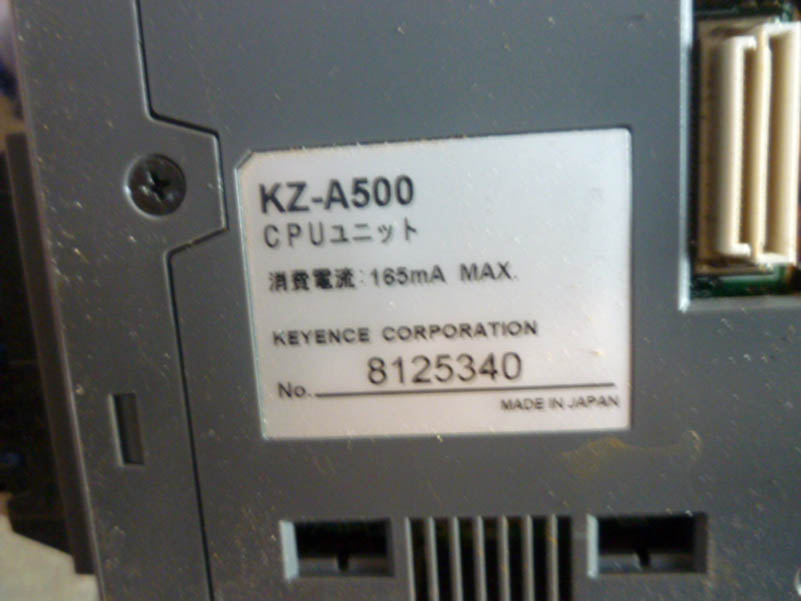 KZ-A500
CPUユニット
消費電流:165mA MAX.
KEYENCE CORPORATION
No. 8125340
MADE IN JAPAN